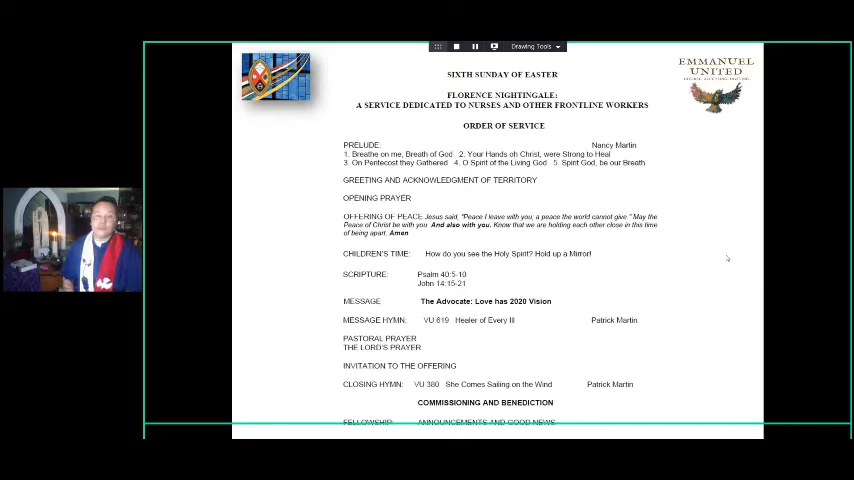 Drawing Tools
EMMANUEL
UNITED
DIVERSE. ACCEPTING. INVITING
SIXTH SUNDAY OF EASTER
FLORENCE NIGHTINGALE:
A SERVICE DEDICATED TO NURSES AND OTHER FRONTLINE WORKERS
ORDER OF SERVICE
PRELUDE: Nancy Martin
1. Breathe on me, Breath of God 2. Your Hands oh Christ, were Strong to Heal
3. On Pentecost they Gathered 4. O Spirit of the Living God 5. Spirit God, be our Breath
GREETING AND ACKNOWLEDGMENT OF TERRITORY
OPENING PRAYER
OFFERING OF PEACE Jesus said, "Peace I leave with you; a peace the world cannot give." May the
Peace of Christ be with you. And also with you. Know that we are holding each other close in this time
of being apart. Amen
CHILDREN'S TIME: How do you see the Holy Spirit? Hold up a Mirror!
SCRIPTURE: Psalm 40:5-10
John 14:15-21
MESSAGE The Advocate: Love has 2020 Vision
MESSAGE HYMN: VU 619 Healer of Every Ill Patrick Martin
PASTORAL PRAYER
THE LORD'S PRAYER
INVITATION TO THE OFFERING
CLOSING HYMN: VU 380 She Comes Sailing on the Wind Patrick Martin
COMMISSIONING AND BENEDICTION
FELLOWSHIP: ANNOUNCEMENTS AND GOOD NEWS